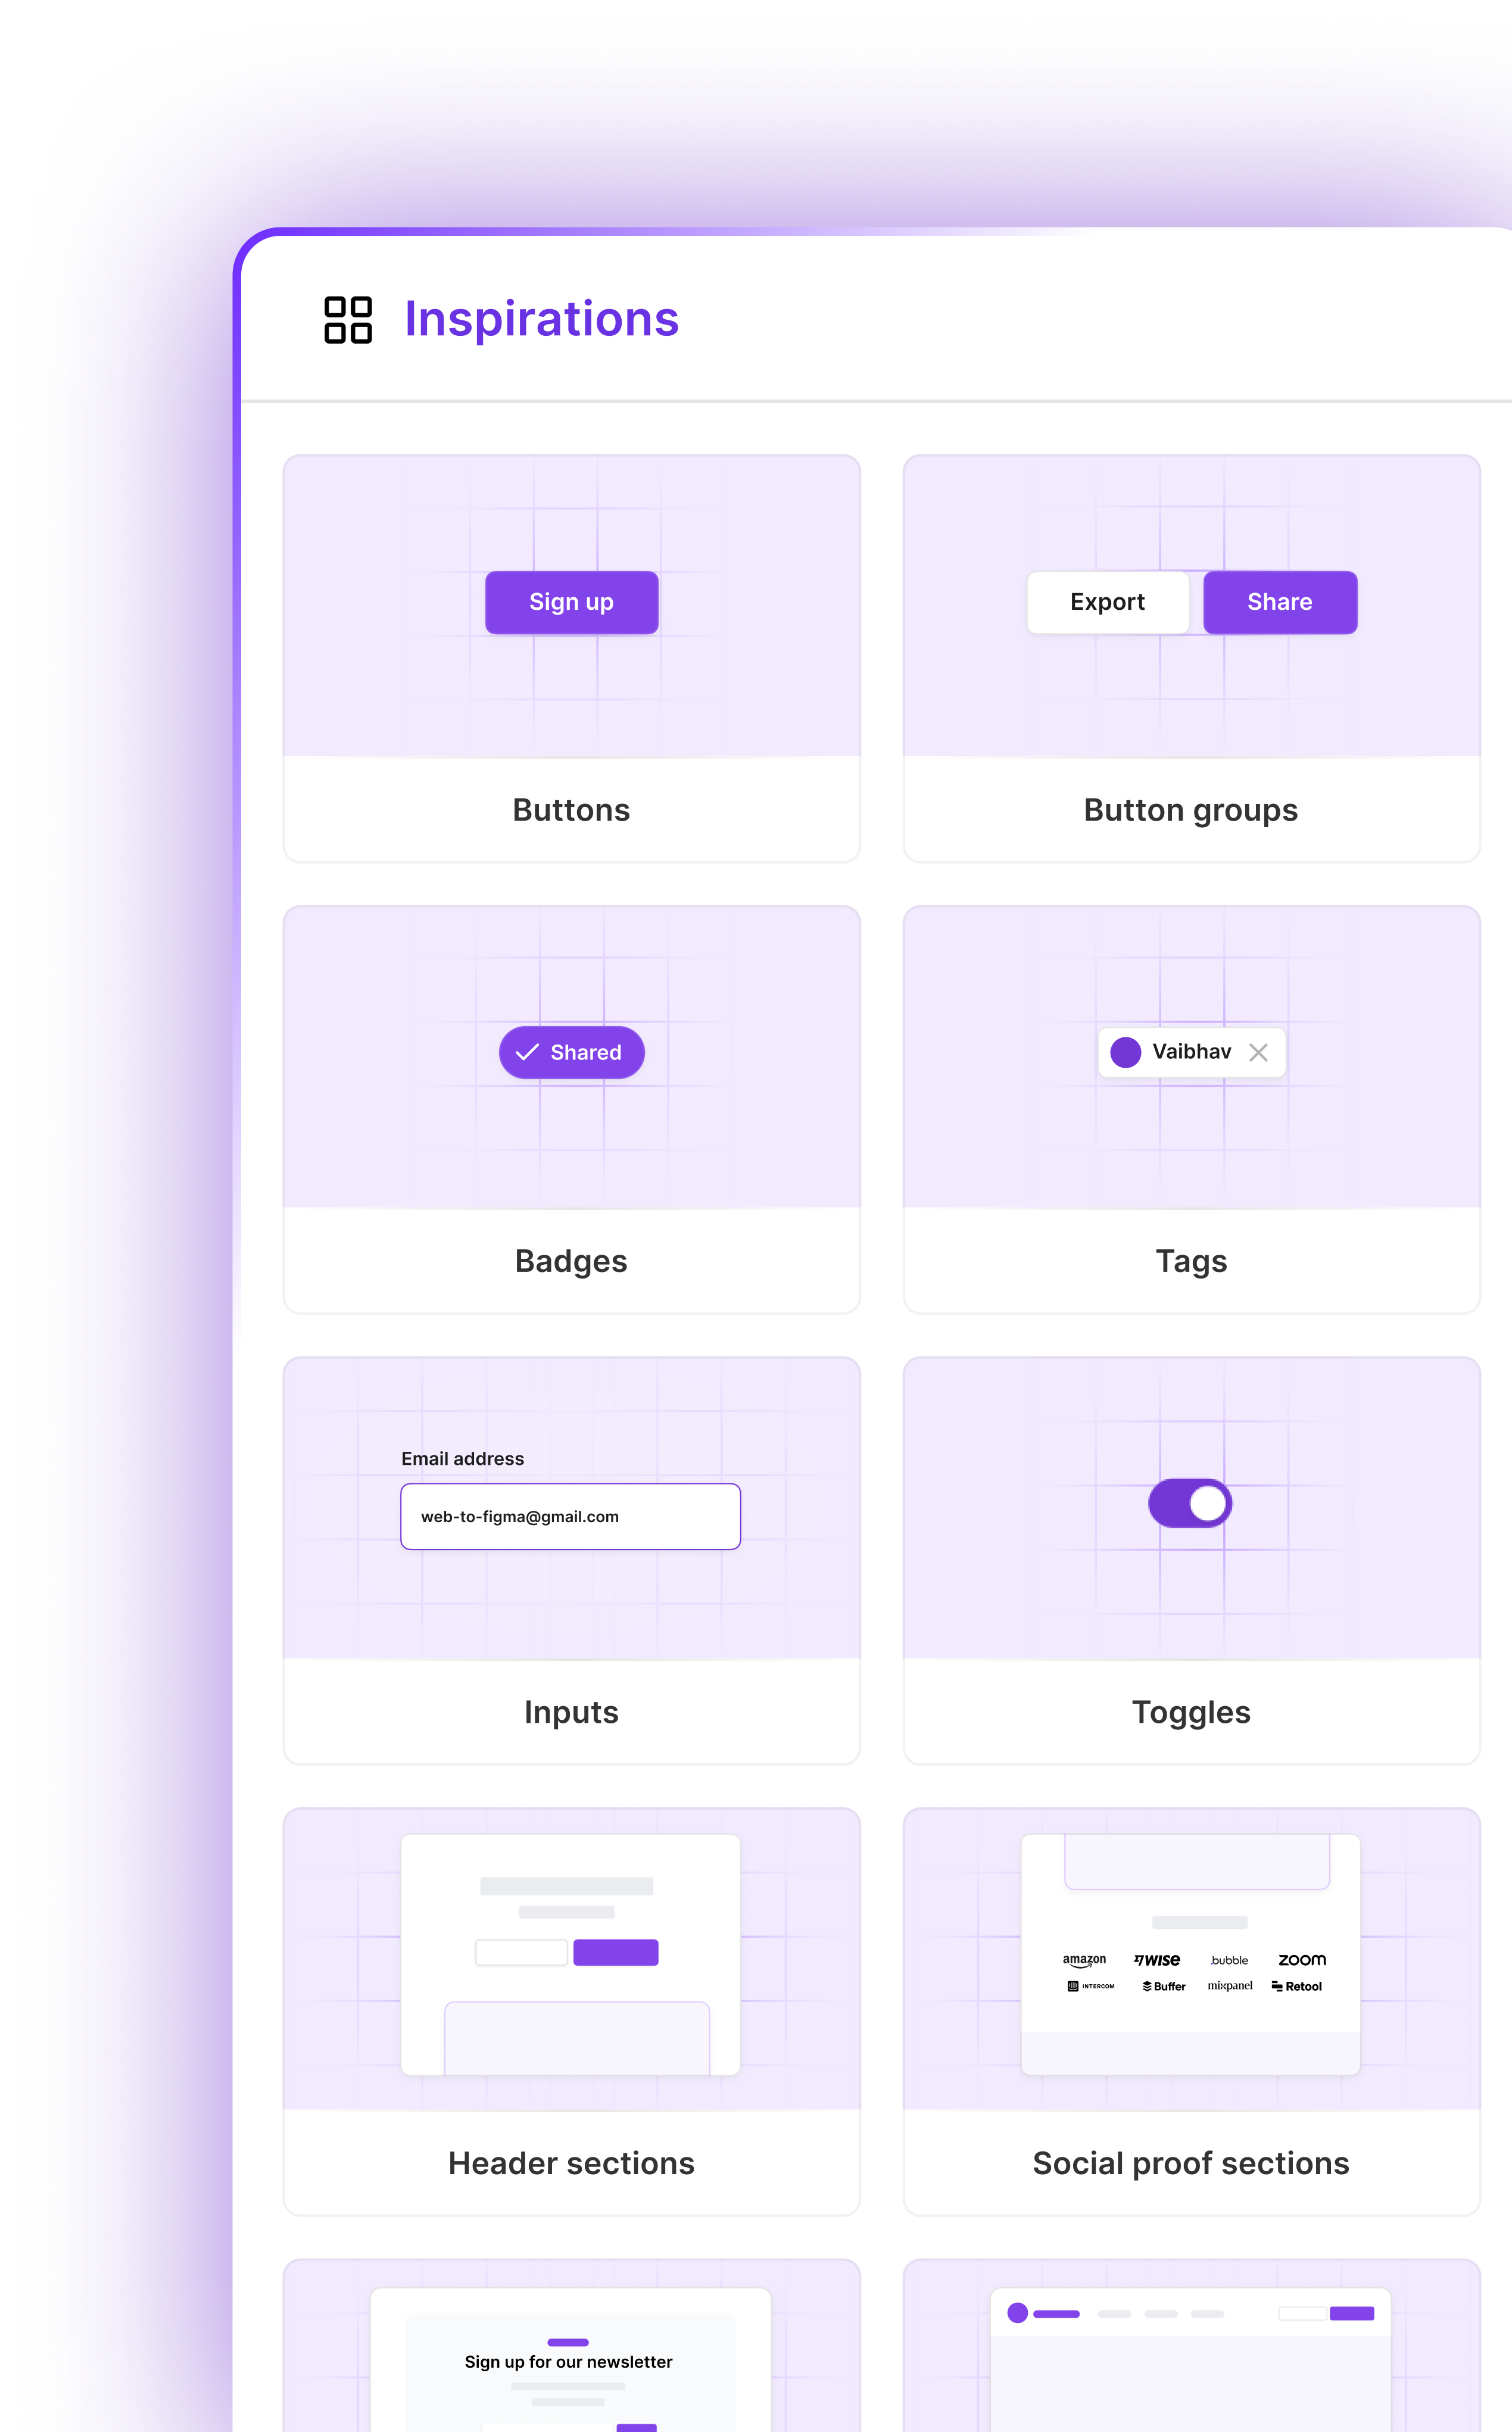 Inspirations
Sign up
Export
Share
Buttons
Button groups
Shared
Vaibhav
Badges
Tags
Email address
web-to-figma@gmail.com
Inputs
Toggles
amazon
WISE
.bubble
zoom
INTERCOM
Buffer
mixpanel
Retool
Header sections
Social proof sections
Sign up for our newsletter